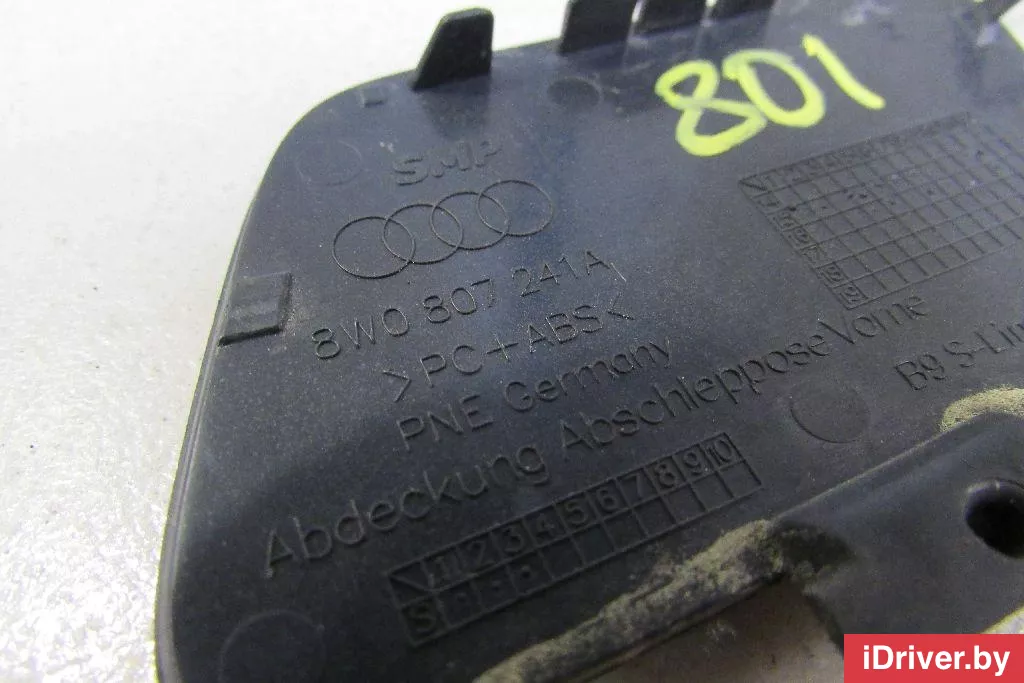 801
SMP
8W0 807 241A
>PC+ABS<
PNE Germany
Abdeckung Abschleppose Vorne
B9 S-Lin
1 2 3 4 5 6 7 8 9 10
S
iDriver.by